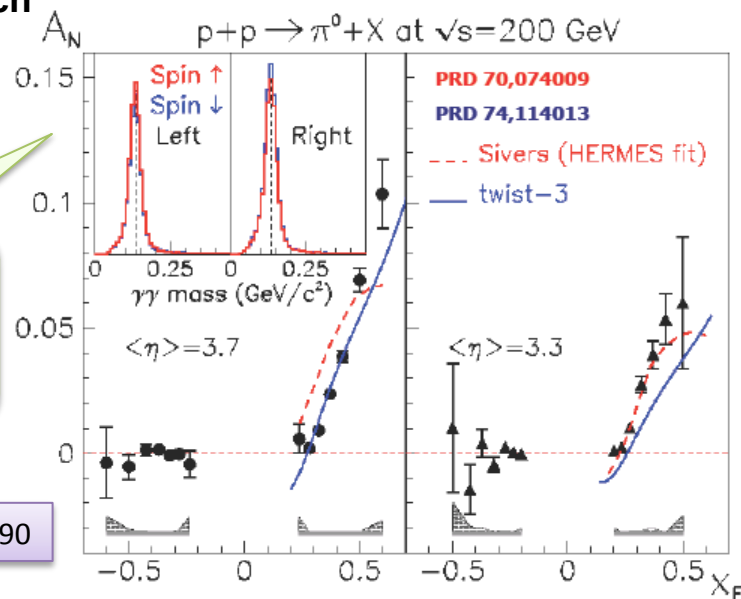 A_N
p+p → π⁰+X at √s=200 GeV
0.15
0.1
0.05
0
Spin ↑
Spin ↓
Left
Right
0 0.25 0 0.25
γγ mass (GeV/c²)
PRD 70,074009
PRD 74,114013
Sivers (HERMES fit)
twist-3
<η>=3.7
<η>=3.3
90
−0.5 0 0.5 −0.5 0 0.5